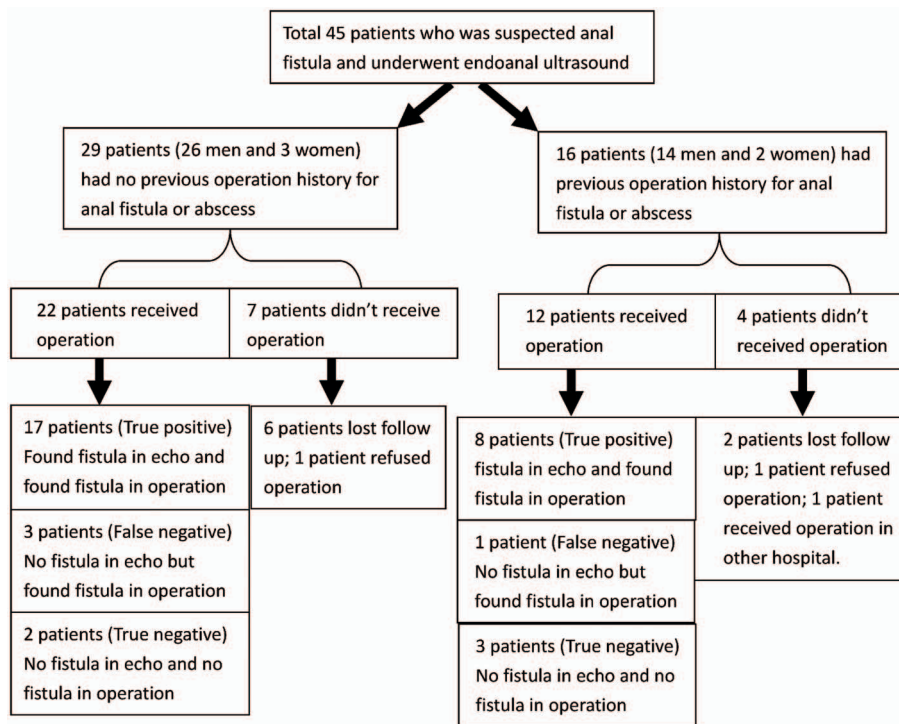 Total 45 patients who was suspected anal
fistula and underwent endoanal ultrasound
29 patients (26 men and 3 women)
had no previous operation history for
anal fistula or abscess
16 patients (14 men and 2 women) had
previous operation history for anal
fistula or abscess
22 patients received
operation
7 patients didn't receive
operation
12 patients received
operation
4 patients didn't
received operation
17 patients (True positive)
Found fistula in echo and
found fistula in operation
6 patients lost follow
up; 1 patient refused
operation
8 patients (True positive)
fistula in echo and found
fistula in operation
2 patients lost follow
up; 1 patient refused
operation; 1 patient
received operation in
other hospital.
3 patients (False negative)
No fistula in echo but
found fistula in operation
1 patient (False negative)
No fistula in echo but
found fistula in operation
2 patients (True negative)
No fistula in echo and no
fistula in operation
3 patients (True negative)
No fistula in echo and no
fistula in operation